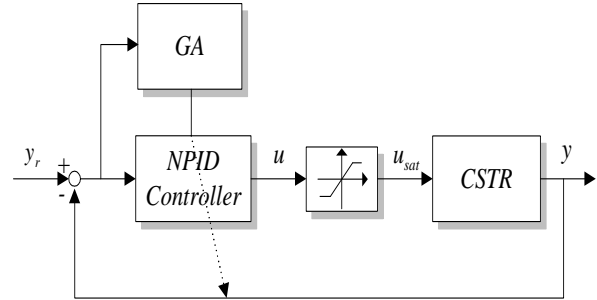 GA
y_r
+
-
NPID
Controller
u
u_sat
CSTR
y